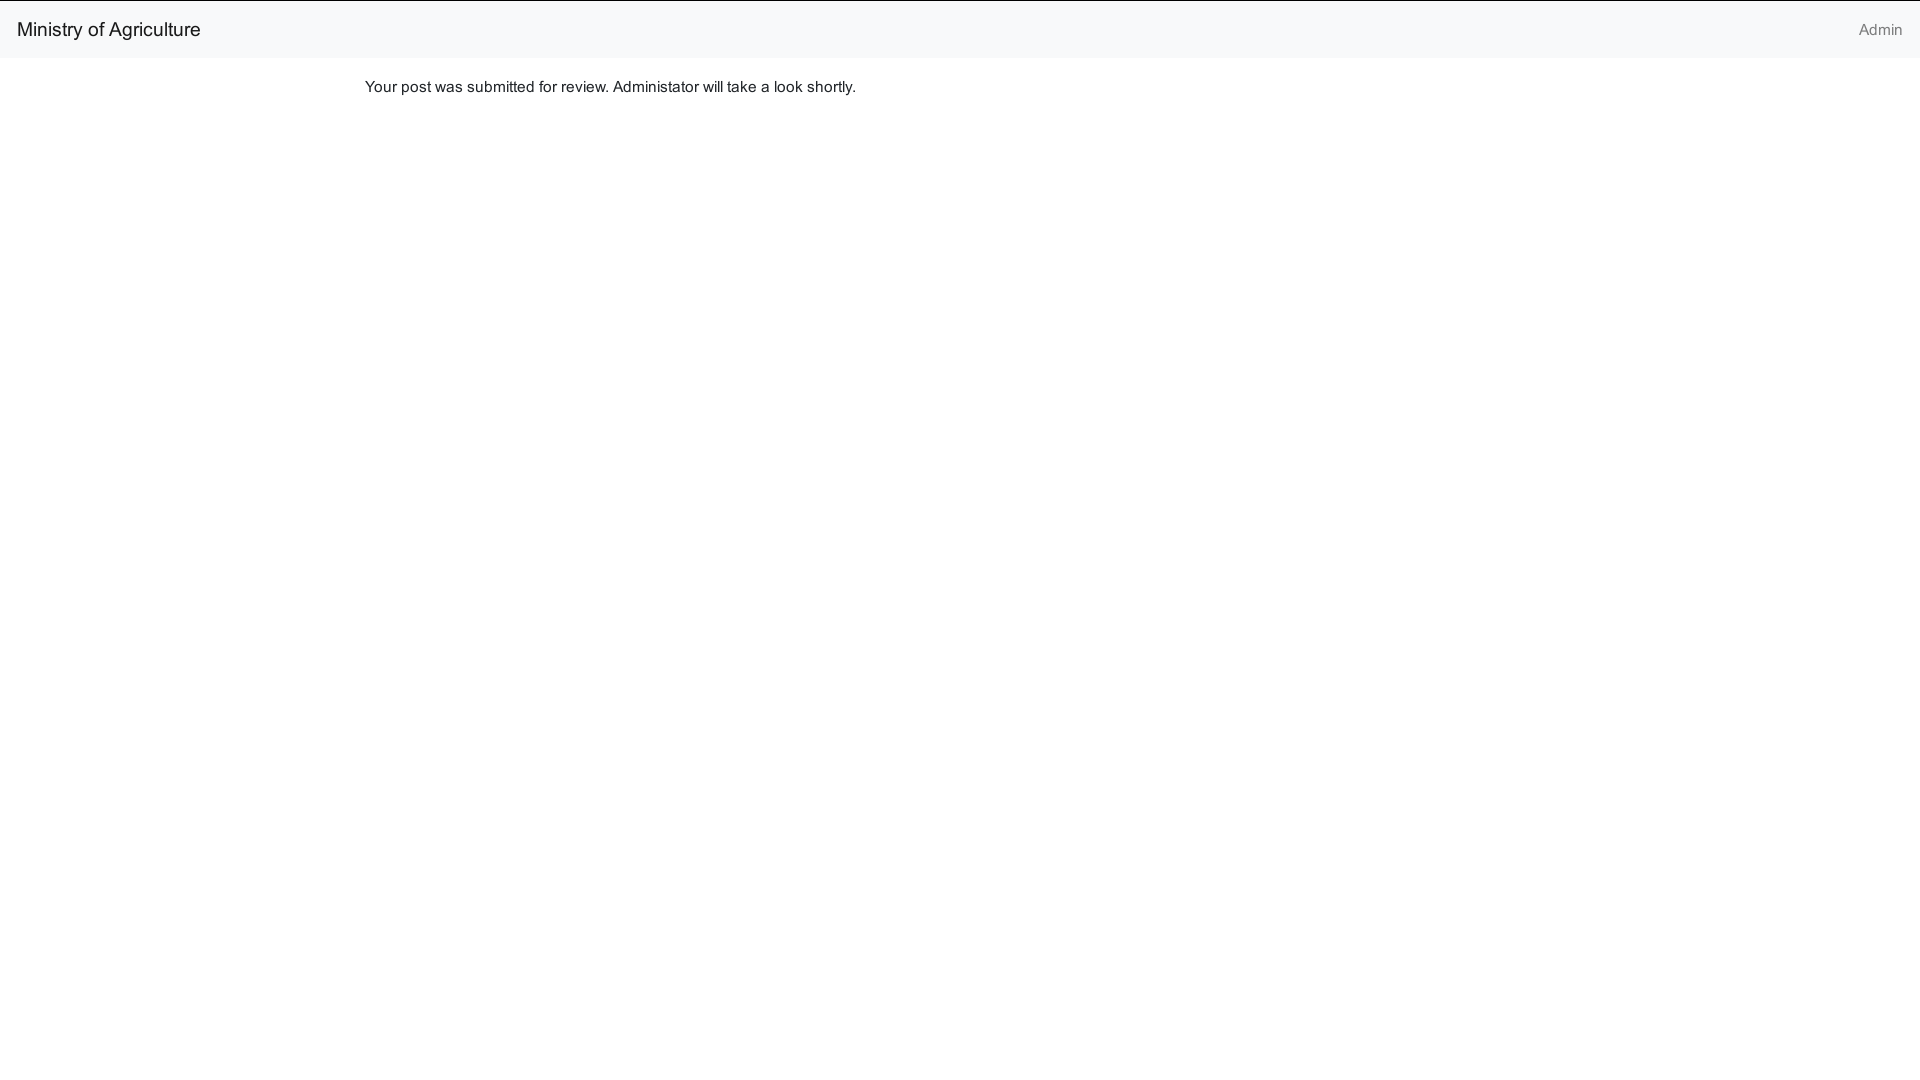 Ministry of Agriculture
Admin
Your post was submitted for review. Administator will take a look shortly.